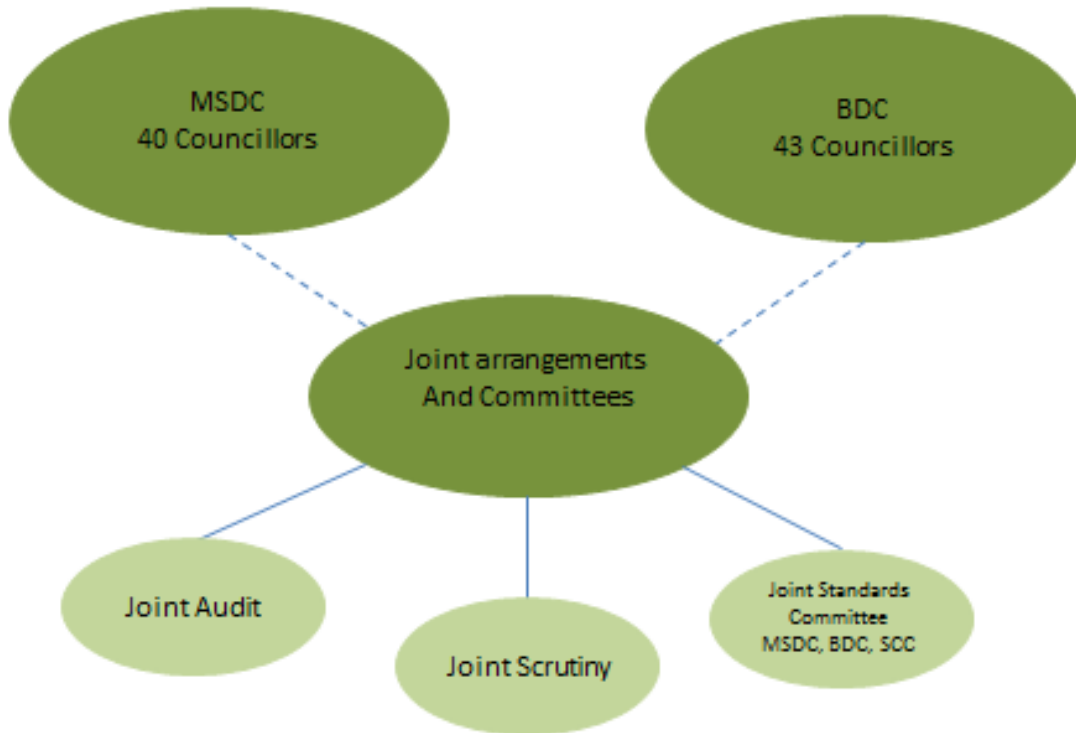 MSDC
40 Councillors
BDC
43 Councillors
Joint arrangements
And Committees
Joint Audit
Joint Scrutiny
Joint Standards
Committee
MSDC, BDC, SCC